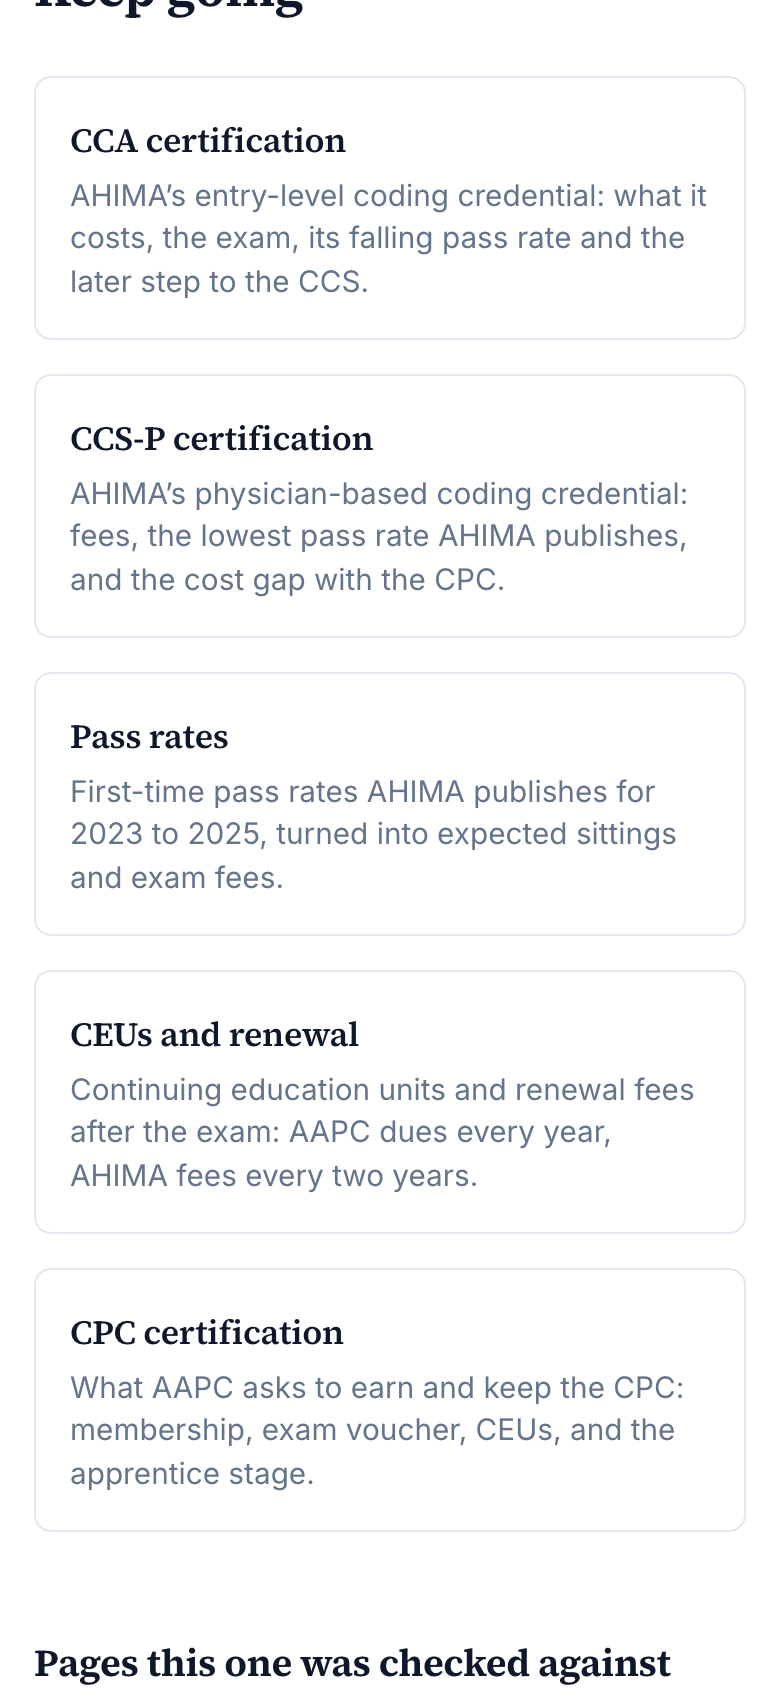 Keep going
CCA certification
AHIMA’s entry-level coding credential: what it
costs, the exam, its falling pass rate and the
later step to the CCS.
CCS-P certification
AHIMA’s physician-based coding credential:
fees, the lowest pass rate AHIMA publishes,
and the cost gap with the CPC.
Pass rates
First-time pass rates AHIMA publishes for
2023 to 2025, turned into expected sittings
and exam fees.
CEUs and renewal
Continuing education units and renewal fees
after the exam: AAPC dues every year,
AHIMA fees every two years.
CPC certification
What AAPC asks to earn and keep the CPC:
membership, exam voucher, CEUs, and the
apprentice stage.
Pages this one was checked against